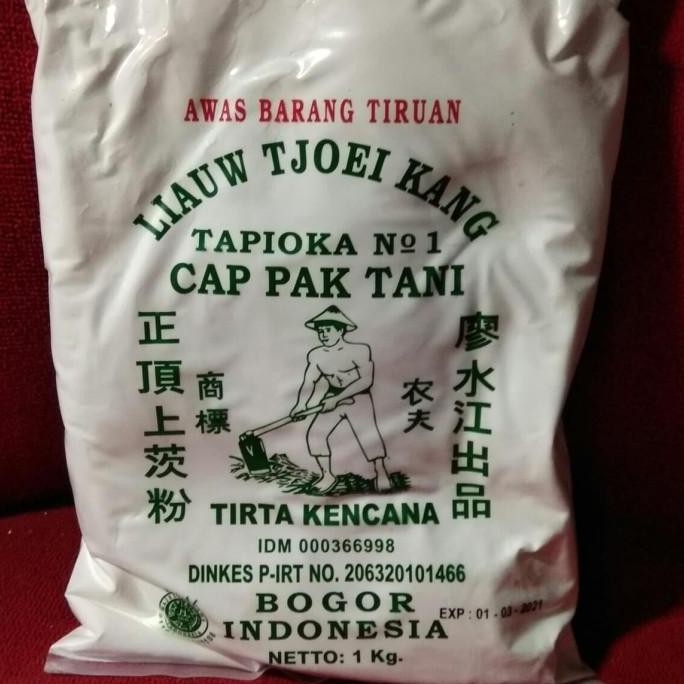 AWAS BARANG TIRUAN
LIAUW TJOEI KANG
TAPIOKA Nº 1
CAP PAK TANI
廖水江出品
农夫
商標
正頂上茨粉
TIRTA KENCANA
IDM 000366998
DINKES P-IRT NO. 206320101466
BOGOR
EXP : 01 - 03 - 2021
INDONESIA
NETTO: 1 Kg.